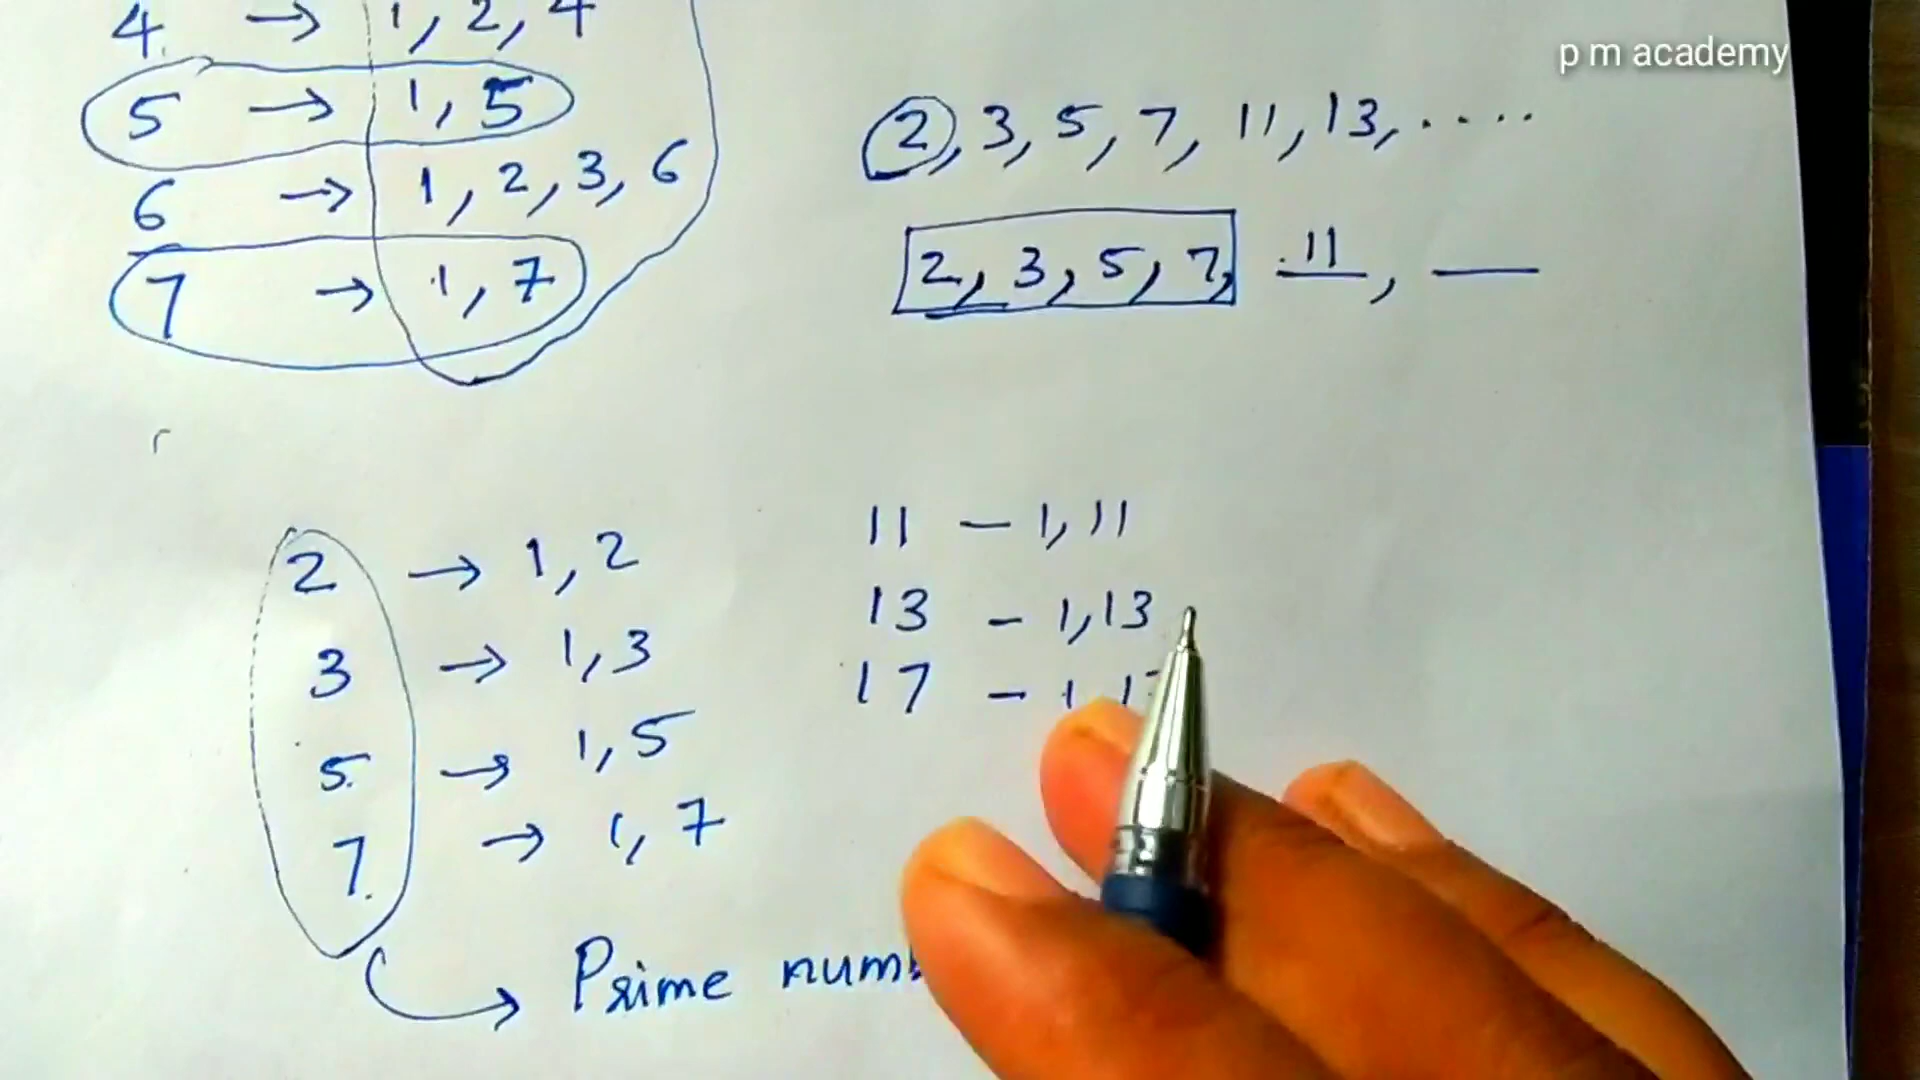 p m academy
4 → 1, 2, 4
5 → 1, 5
6 → 1, 2, 3, 6
7 → 1, 7
2, 3, 5, 7, 11, 13, ....
2, 3, 5, 7, 11, __
2 → 1, 2
3 → 1, 3
5 → 1, 5
7 → 1, 7
11 – 1, 11
13 – 1, 13
17 – 1,
Prime